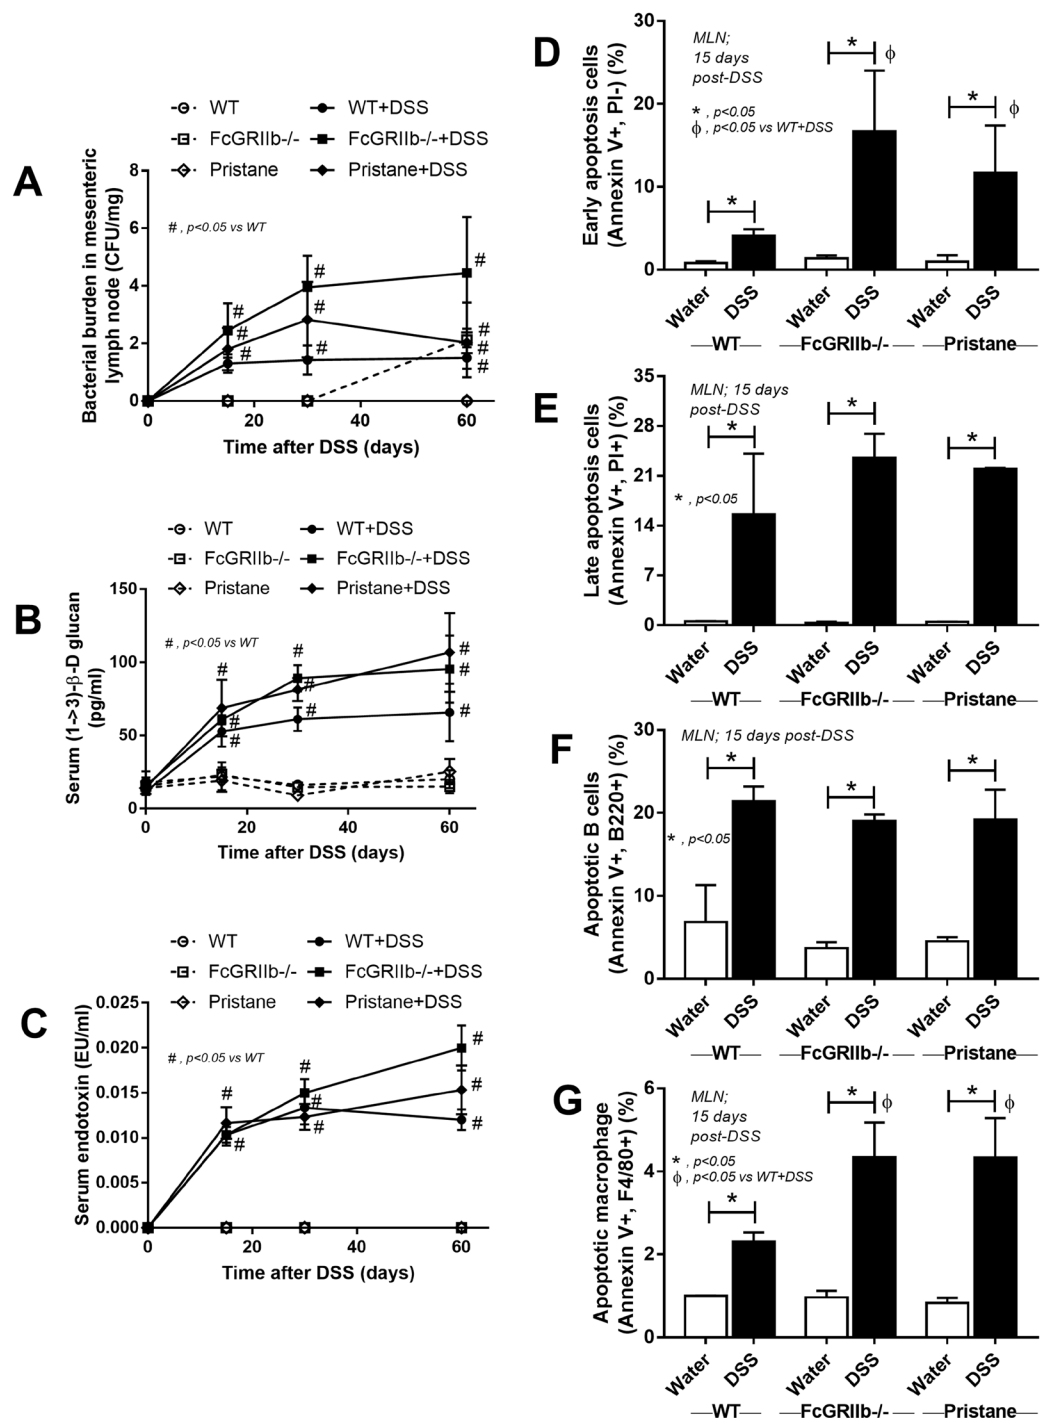 A
WT
WT+DSS
FcGRIIb-/-
FcGRIIb-/-+DSS
Pristane
Pristane+DSS
Bacterial burden in mesenteric
lymph node (CFU/mg)
8
6
4
2
0
# , p<0.05 vs WT
#
#
#
#
#
#
#
#
#
#
0
20
40
60
Time after DSS (days)
B
WT
WT+DSS
FcGRIIb-/-
FcGRIIb-/-+DSS
Pristane
Pristane+DSS
Serum (1->3)-β-D glucan
(pg/ml)
150
100
50
0
# , p<0.05 vs WT
#
#
#
#
#
#
#
#
#
0
20
40
60
Time after DSS (days)
C
WT
WT+DSS
FcGRIIb-/-
FcGRIIb-/-+DSS
Pristane
Pristane+DSS
Serum endotoxin (EU/ml)
0.025
0.020
0.015
0.010
0.005
0.000
# , p<0.05 vs WT
#
#
#
#
#
#
#
#
0
20
40
60
Time after DSS (days)
D
Early apoptosis cells
(Annexin V+, PI-) (%)
30
20
10
0
MLN;
15 days
post-DSS
* , p<0.05
ϕ , p<0.05 vs WT+DSS
*
* ϕ
* ϕ
Water DSS Water DSS Water DSS
WT FcGRIIb-/- Pristane
E
Late apoptosis cells
(Annexin V+, PI+) (%)
35
28
21
14
7
0
MLN; 15 days
post-DSS
* , p<0.05
*
*
*
Water DSS Water DSS Water DSS
WT FcGRIIb-/- Pristane
F
Apoptotic B cells
(Annexin V+, B220+) (%)
30
20
10
0
MLN; 15 days post-DSS
* , p<0.05
*
*
*
Water DSS Water DSS Water DSS
WT FcGRIIb-/- Pristane
G
Apoptotic macrophage
(Annexin V+, F4/80+) (%)
6
4
2
0
MLN;
15 days
post-DSS
* , p<0.05
ϕ , p<0.05 vs WT+DSS
*
* ϕ
* ϕ
Water DSS Water DSS Water DSS
WT FcGRIIb-/- Pristane